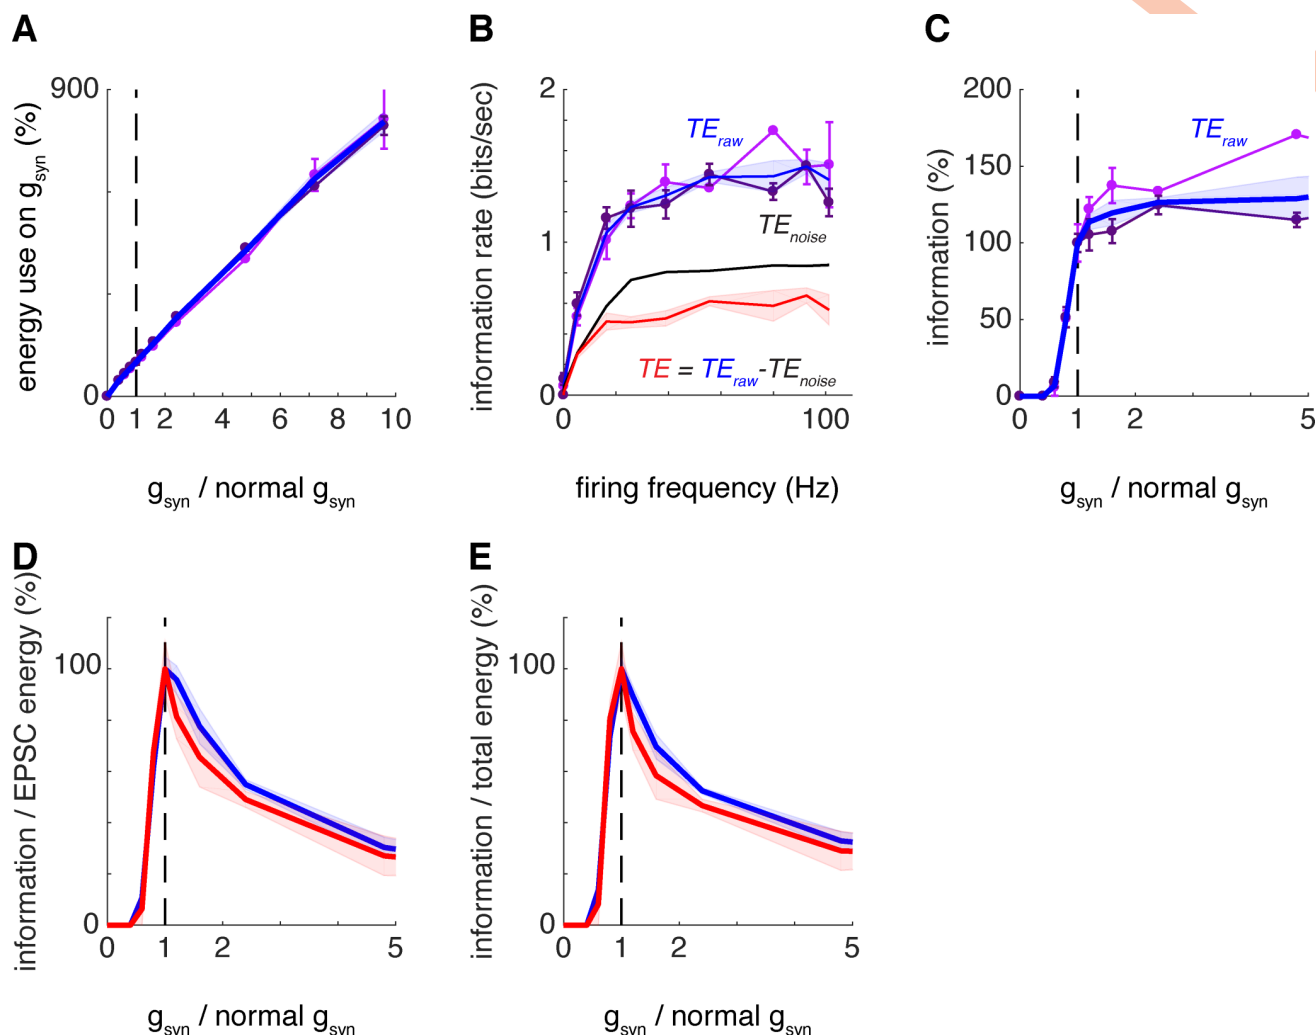 A
900
0
energy use on gsyn (%)
0 1 2 4 6 8 10
gsyn / normal gsyn
B
2
1
0
information rate (bits/sec)
TEraw
TEnoise
TE = TEraw-TEnoise
0 100
firing frequency (Hz)
C
200
150
100
50
0
information (%)
TEraw
0 1 2 5
gsyn / normal gsyn
D
100
0
information / EPSC energy (%)
0 1 2 5
gsyn / normal gsyn
E
100
0
information / total energy (%)
0 1 2 5
gsyn / normal gsyn